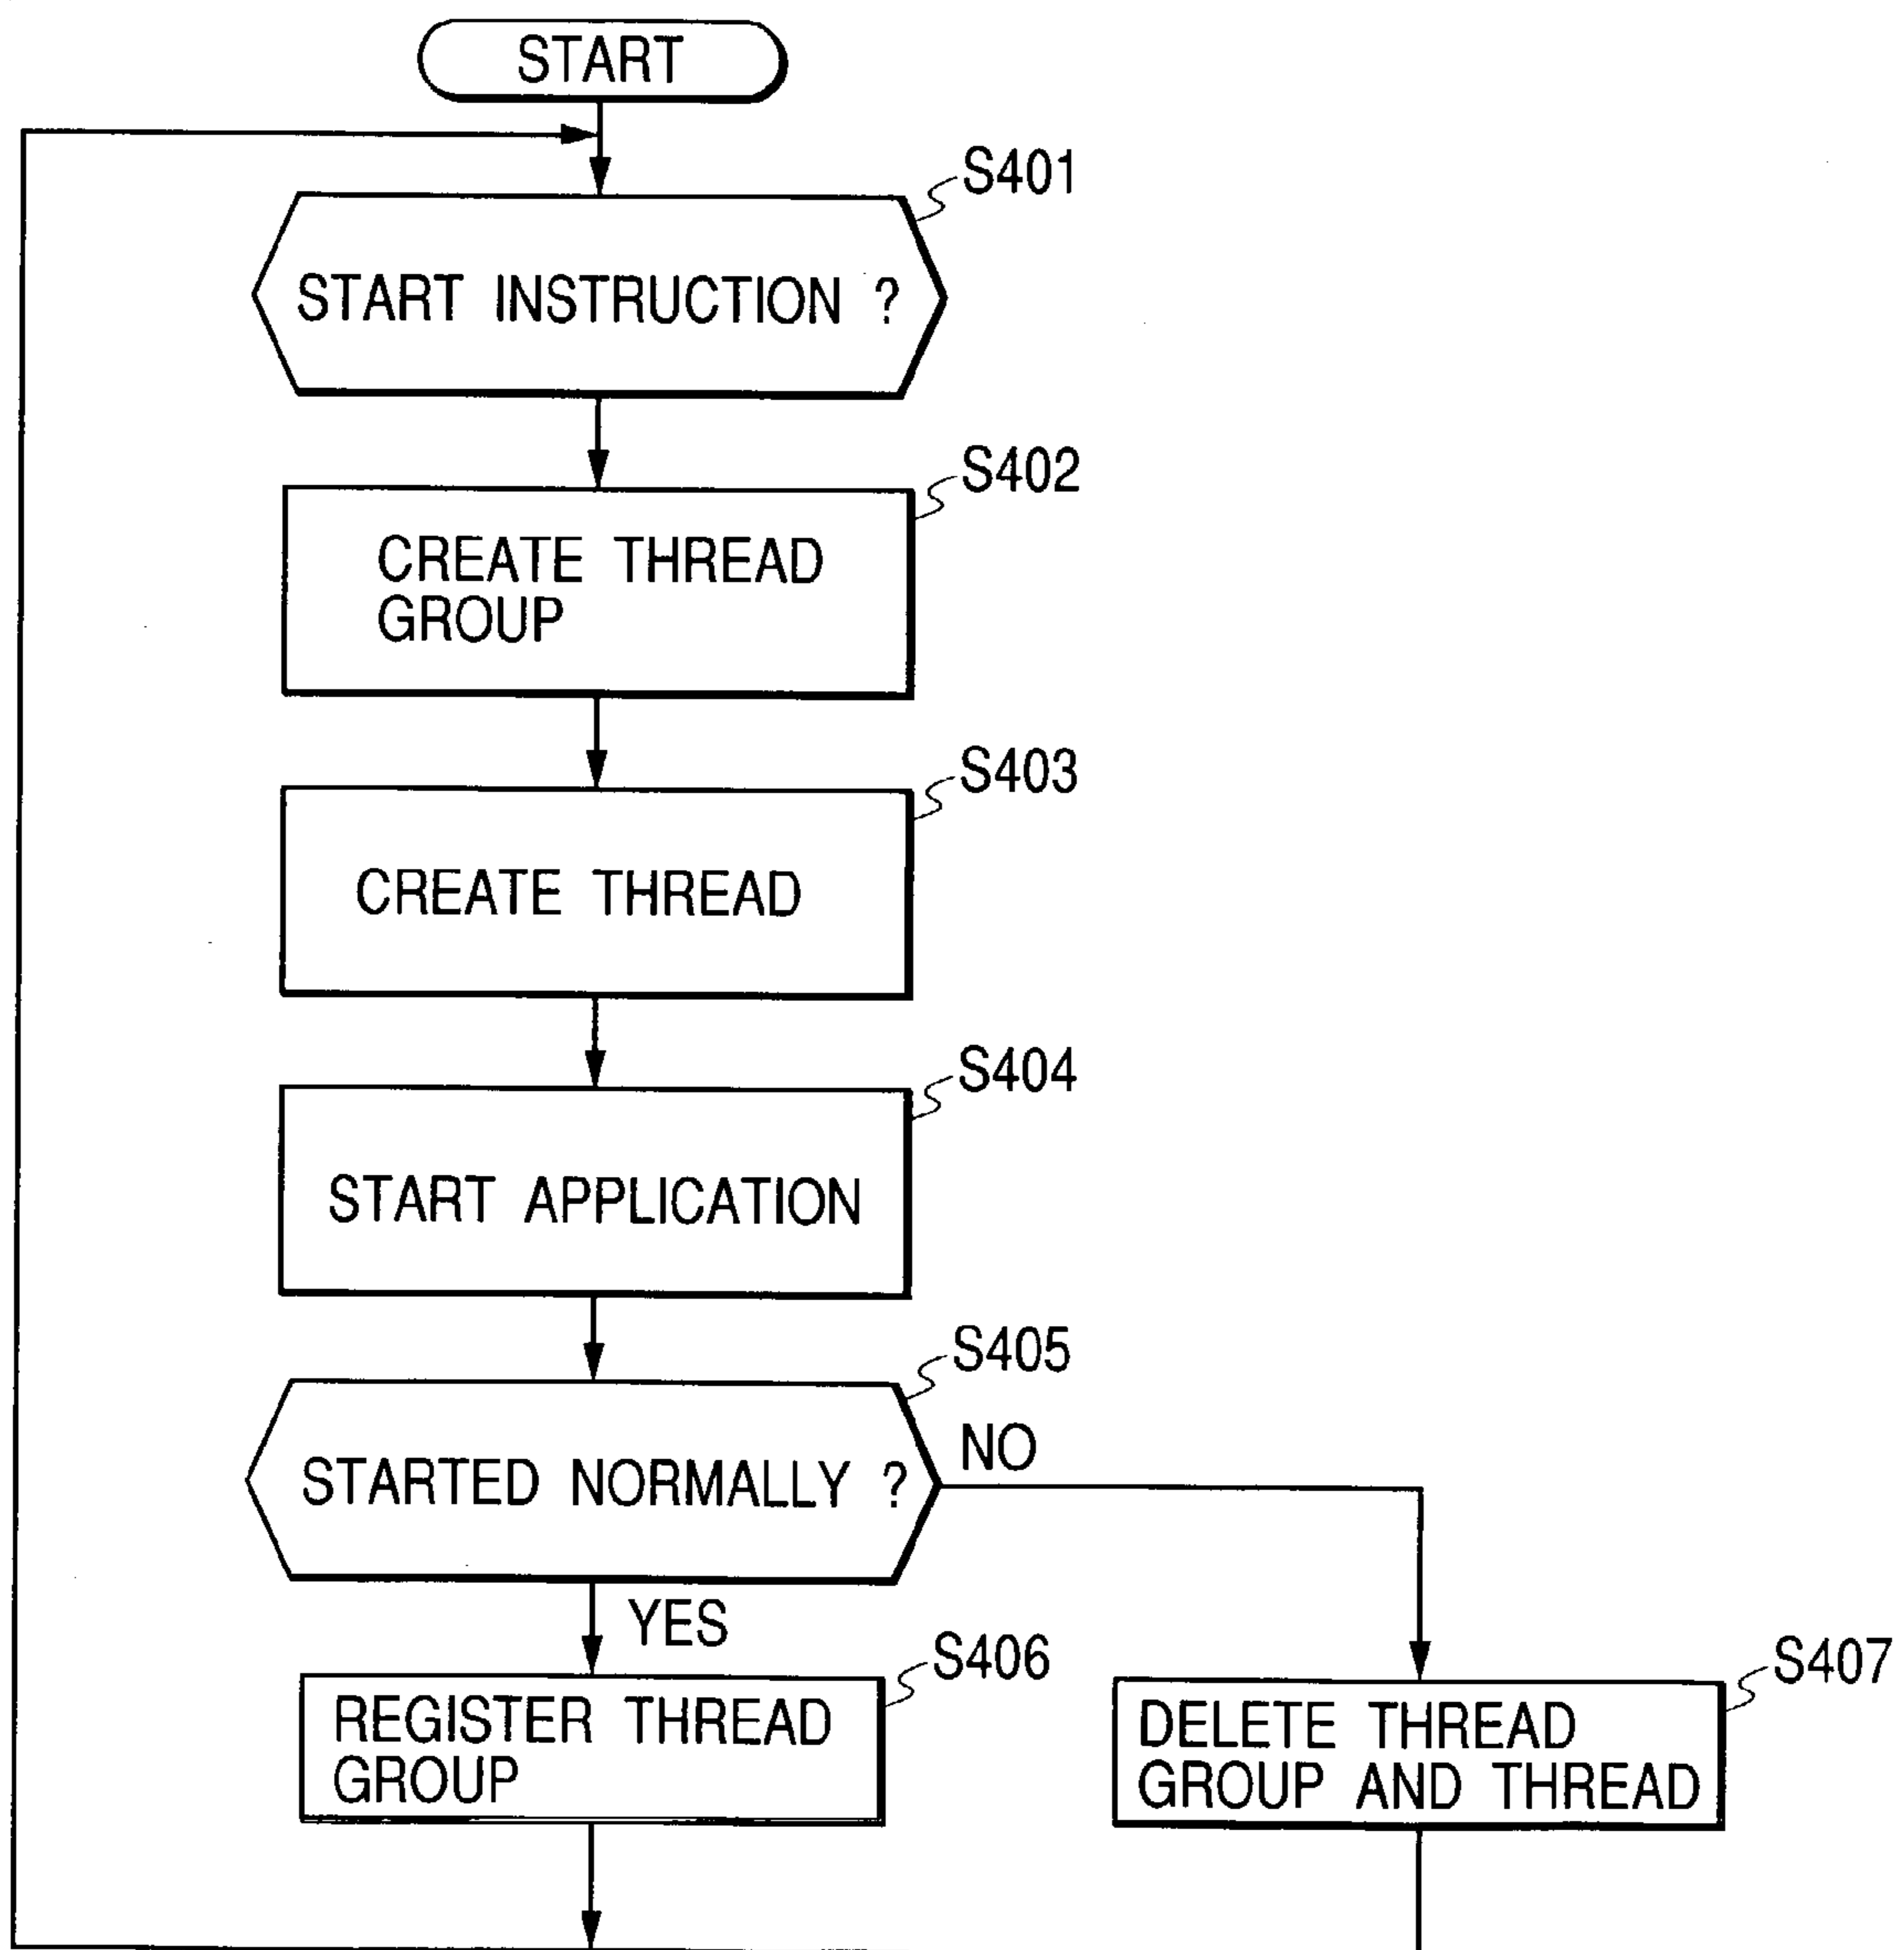 START
S401
START INSTRUCTION ?
S402
CREATE THREAD
GROUP
S403
CREATE THREAD
S404
START APPLICATION
S405
STARTED NORMALLY ?
NO
YES
S406
REGISTER THREAD
GROUP
S407
DELETE THREAD
GROUP AND THREAD